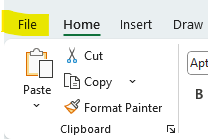 File Home Insert Draw
Cut
Copy
Paste
Format Painter
Clipboard
Apt
B